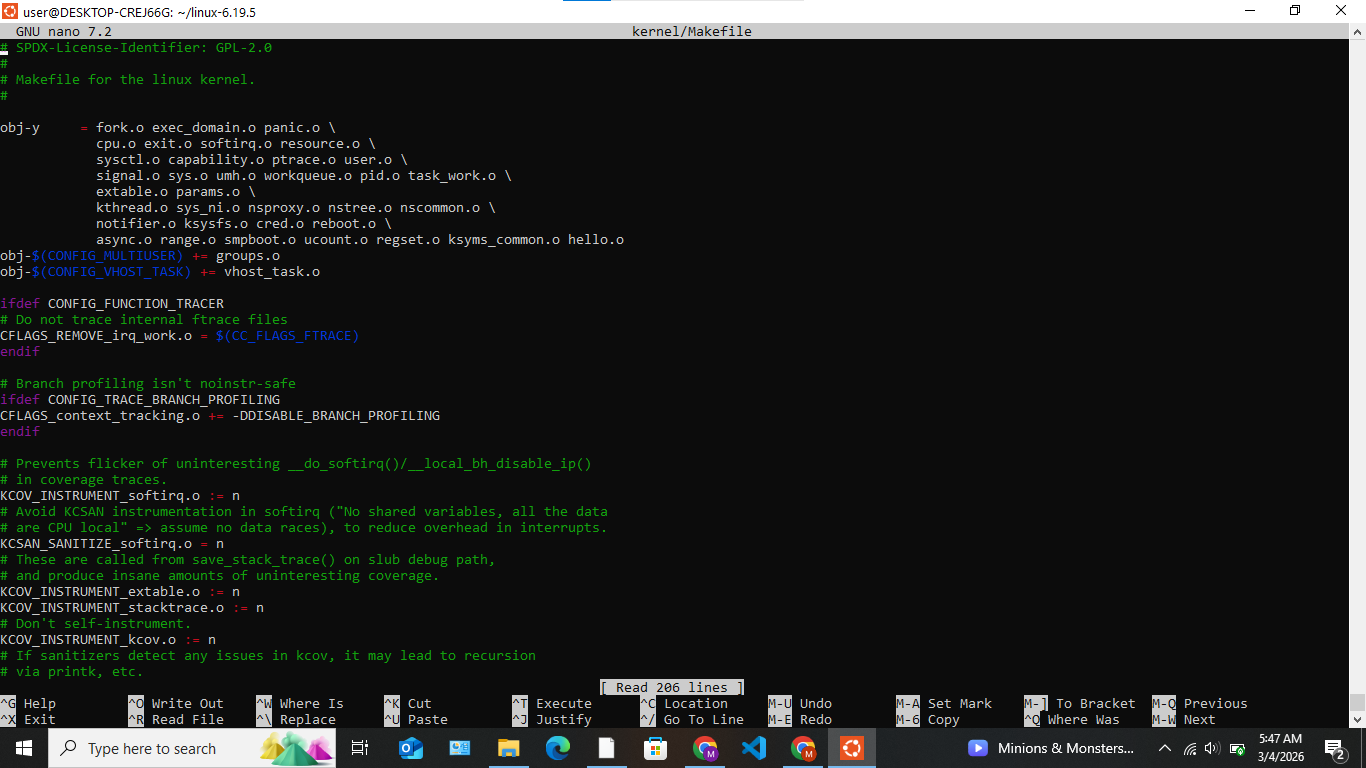 user@DESKTOP-CREJ66G: ~/linux-6.19.5
GNU nano 7.2 kernel/Makefile
# SPDX-License-Identifier: GPL-2.0
#
# Makefile for the linux kernel.
#
obj-y     = fork.o exec_domain.o panic.o \
            cpu.o exit.o softirq.o resource.o \
            sysctl.o capability.o ptrace.o user.o \
            signal.o sys.o umh.o workqueue.o pid.o task_work.o \
            extable.o params.o \
            kthread.o sys_ni.o nsproxy.o nstree.o nscommon.o \
            notifier.o ksysfs.o cred.o reboot.o \
            async.o range.o smpboot.o ucount.o regset.o ksyms_common.o hello.o
obj-$(CONFIG_MULTIUSER) += groups.o
obj-$(CONFIG_VHOST_TASK) += vhost_task.o
ifdef CONFIG_FUNCTION_TRACER
# Do not trace internal ftrace files
CFLAGS_REMOVE_irq_work.o = $(CC_FLAGS_FTRACE)
endif
# Branch profiling isn't noinstr-safe
ifdef CONFIG_TRACE_BRANCH_PROFILING
CFLAGS_context_tracking.o += -DDISABLE_BRANCH_PROFILING
endif
# Prevents flicker of uninteresting __do_softirq()/__local_bh_disable_ip()
# in coverage traces.
KCOV_INSTRUMENT_softirq.o := n
# Avoid KCSAN instrumentation in softirq ("No shared variables, all the data
# are CPU local" => assume no data races), to reduce overhead in interrupts.
KCSAN_SANITIZE_softirq.o = n
# These are called from save_stack_trace() on slub debug path,
# and produce insane amounts of uninteresting coverage.
KCOV_INSTRUMENT_extable.o := n
KCOV_INSTRUMENT_stacktrace.o := n
# Don't self-instrument.
KCOV_INSTRUMENT_kcov.o := n
# If sanitizers detect any issues in kcov, it may lead to recursion
# via printk, etc.
[ Read 206 lines ]
^G Help ^O Write Out ^W Where Is ^K Cut ^T Execute ^C Location M-U Undo M-A Set Mark M-] To Bracket M-Q Previous
^X Exit ^R Read File ^\ Replace ^U Paste ^J Justify ^/ Go To Line M-E Redo M-6 Copy ^Q Where Was M-W Next
Type here to search
Minions & Monsters...
5:47 AM
3/4/2026
2